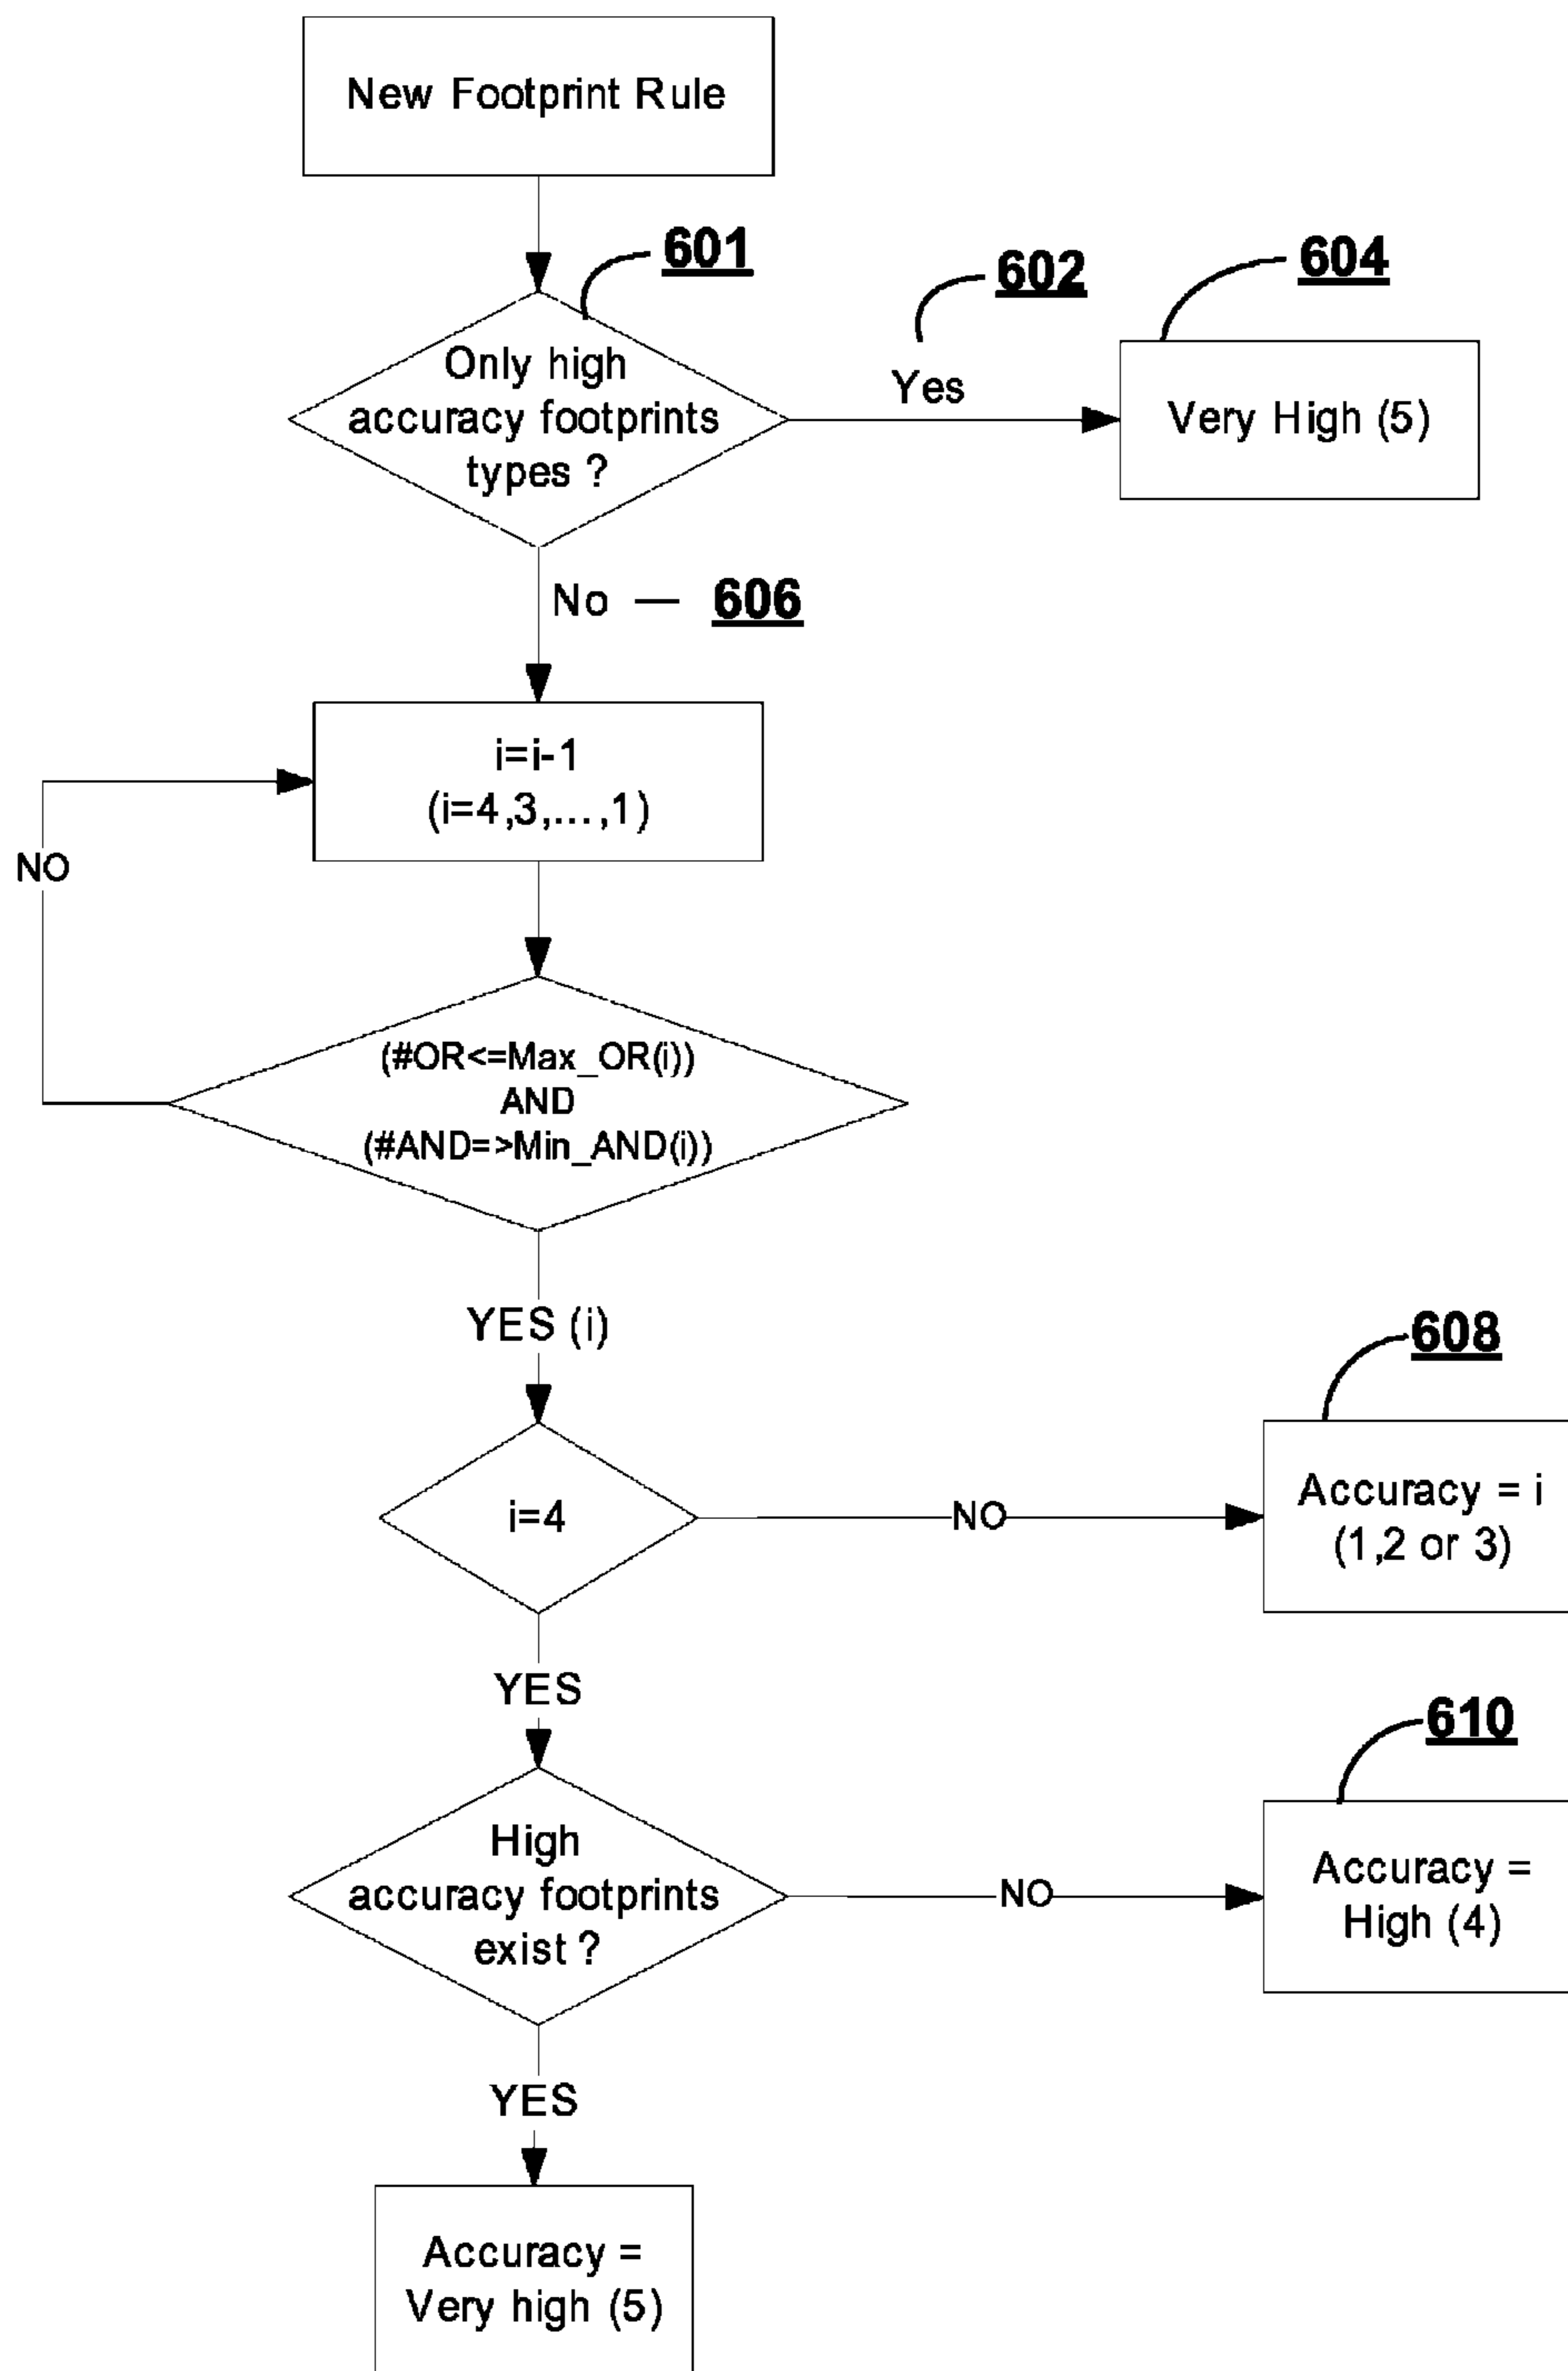 New Footprint Rule
601
602
604
Only high
accuracy footprints
types ?
Yes
Very High (5)
No — 606
i=i-1
(i=4,3,...,1)
NO
(#OR<=Max_OR(i))
AND
(#AND=>Min_AND(i))
YES (i)
608
i=4
NO
Accuracy = i
(1,2 or 3)
YES
610
High
accuracy footprints
exist ?
NO
Accuracy =
High (4)
YES
Accuracy =
Very high (5)